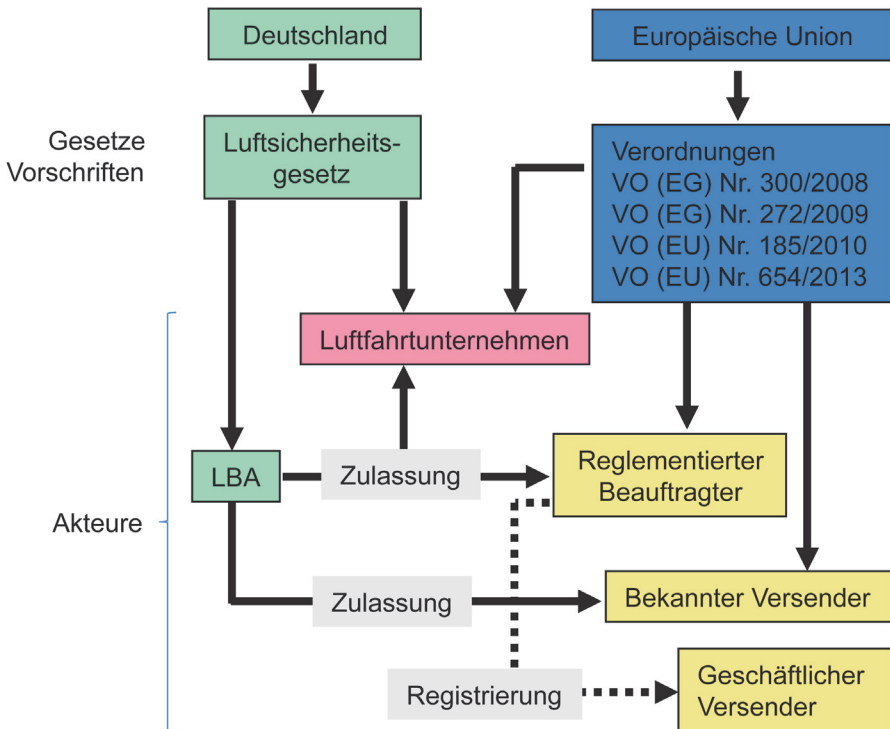 Deutschland
Europäische Union
Gesetze
Vorschriften
Luftsicherheits-
gesetz
Verordnungen
VO (EG) Nr. 300/2008
VO (EG) Nr. 272/2009
VO (EU) Nr. 185/2010
VO (EU) Nr. 654/2013
Luftfahrtunternehmen
LBA
Zulassung
Reglementierter
Beauftragter
Akteure
Zulassung
Bekannter Versender
Registrierung
Geschäftlicher
Versender